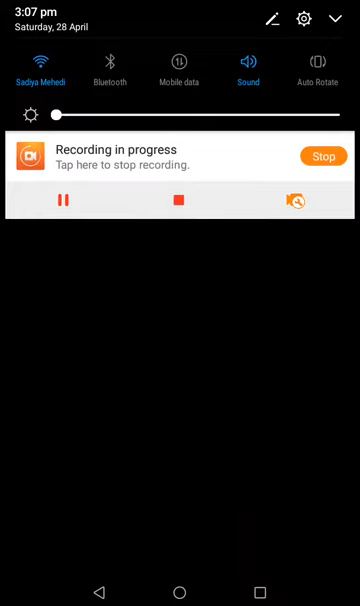 3:07 pm
Saturday, 28 April
Sadiya Mehedi
Bluetooth
Mobile data
Sound
Auto Rotate
Recording in progress
Tap here to stop recording.
Stop